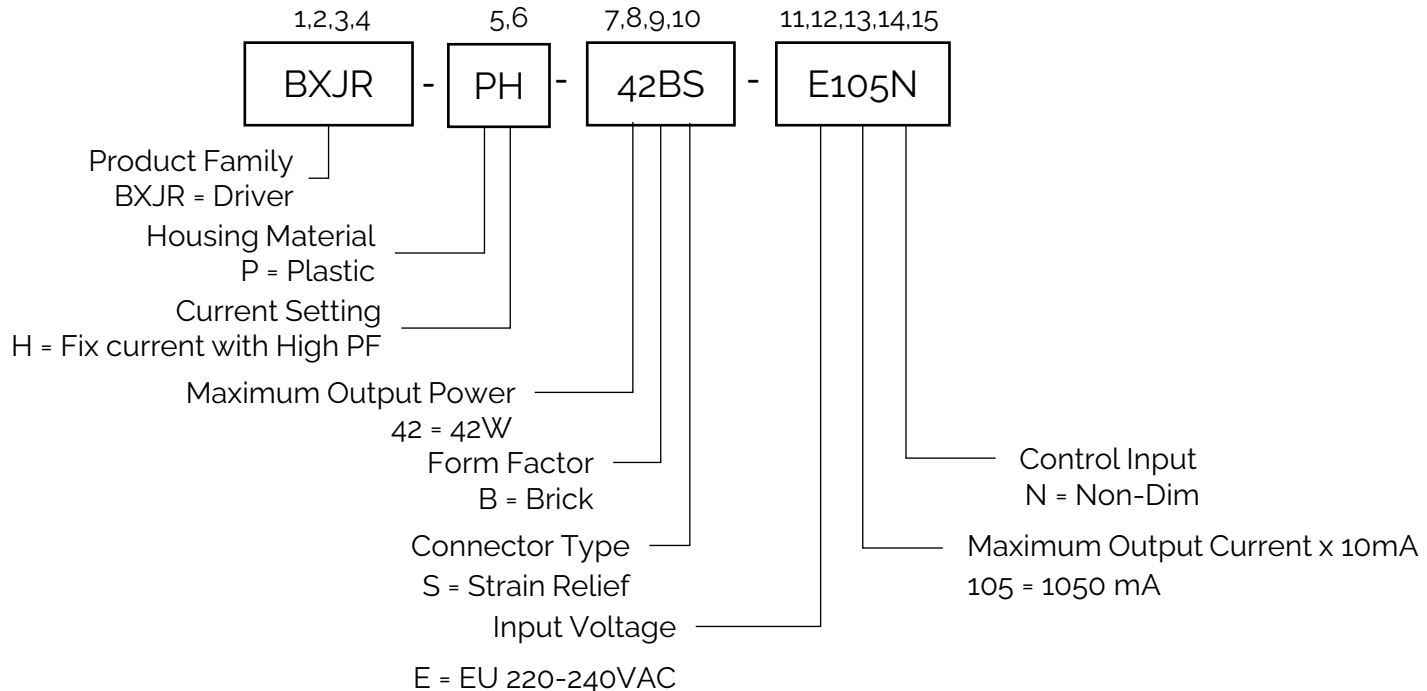 1,2,3,4 5,6 7,8,9,10 11,12,13,14,15
BXJR - PH - 42BS - E105N
Product Family
BXJR = Driver
Housing Material
P = Plastic
Current Setting
H = Fix current with High PF
Maximum Output Power
42 = 42W
Form Factor
B = Brick
Control Input
N = Non-Dim
Connector Type
S = Strain Relief
Maximum Output Current x 10mA
105 = 1050 mA
Input Voltage
E = EU 220-240VAC